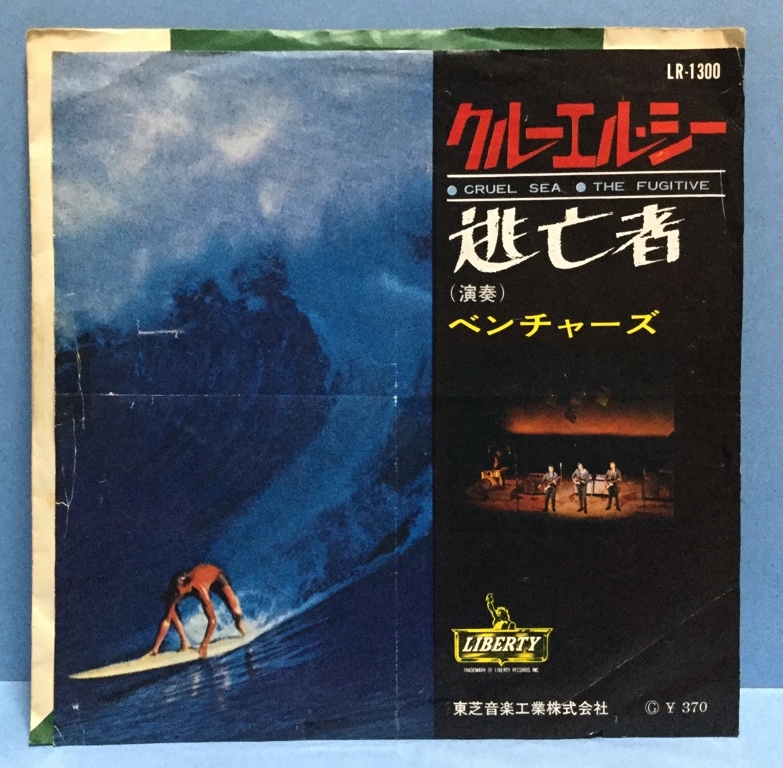 LR-1300
クルーエル・シー
● CRUEL SEA ● THE FUGITIVE
逃亡者
(演奏)
ベンチャーズ
LIBERTY
TRADEMARK OF LIBERTY RECORDS INC
東芝音楽工業株式会社 Ⓖ ¥ 370